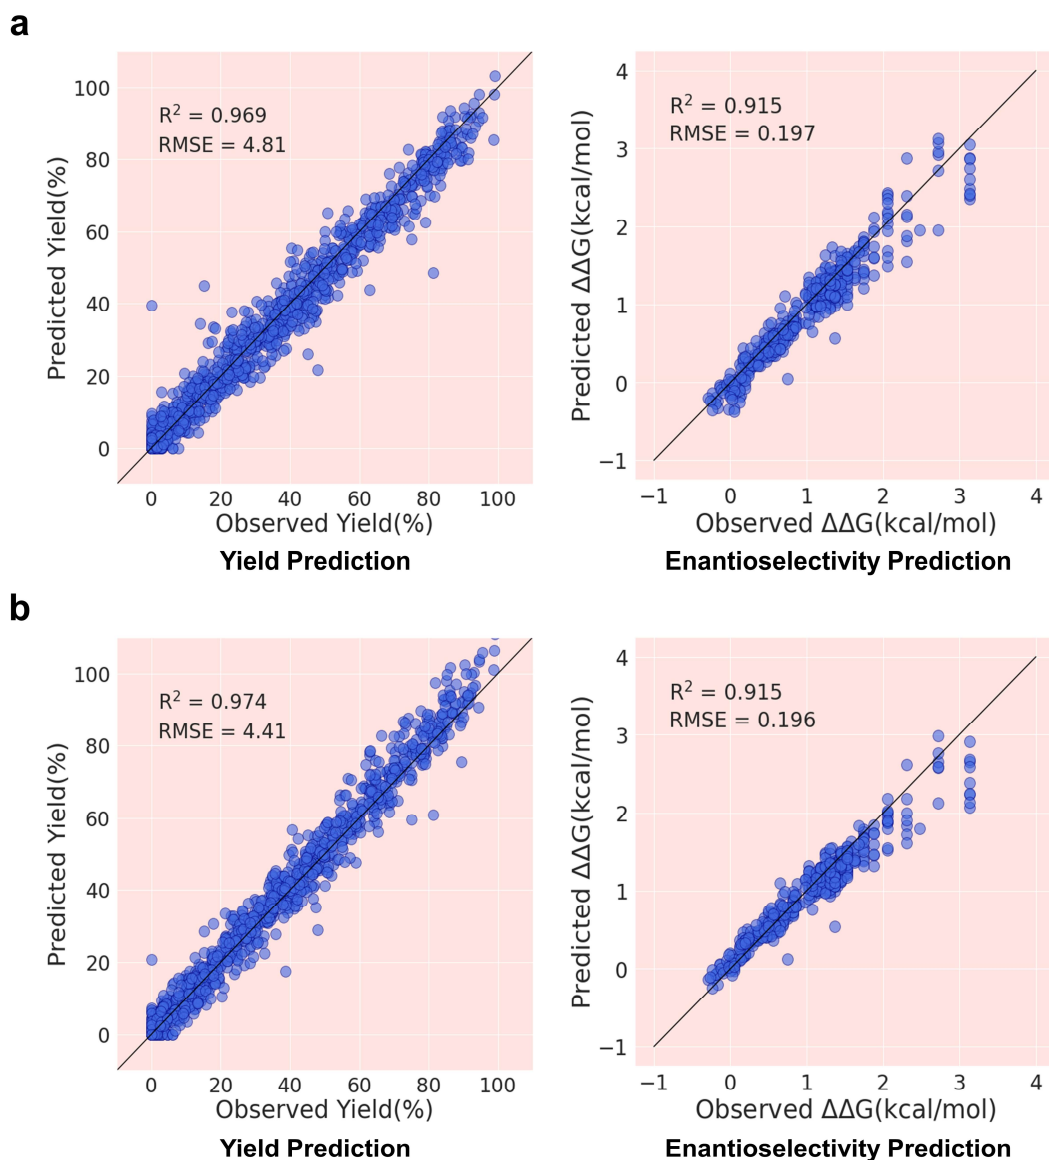 a
R² = 0.969
RMSE = 4.81
Predicted Yield(%)
100
80
60
40
20
0
0 20 40 60 80 100
Observed Yield(%)
Yield Prediction
R² = 0.915
RMSE = 0.197
Predicted ΔΔG(kcal/mol)
4
3
2
1
0
−1
−1 0 1 2 3 4
Observed ΔΔG(kcal/mol)
Enantioselectivity Prediction
b
R² = 0.974
RMSE = 4.41
Predicted Yield(%)
100
80
60
40
20
0
0 20 40 60 80 100
Observed Yield(%)
Yield Prediction
R² = 0.915
RMSE = 0.196
Predicted ΔΔG(kcal/mol)
4
3
2
1
0
−1
−1 0 1 2 3 4
Observed ΔΔG(kcal/mol)
Enantioselectivity Prediction